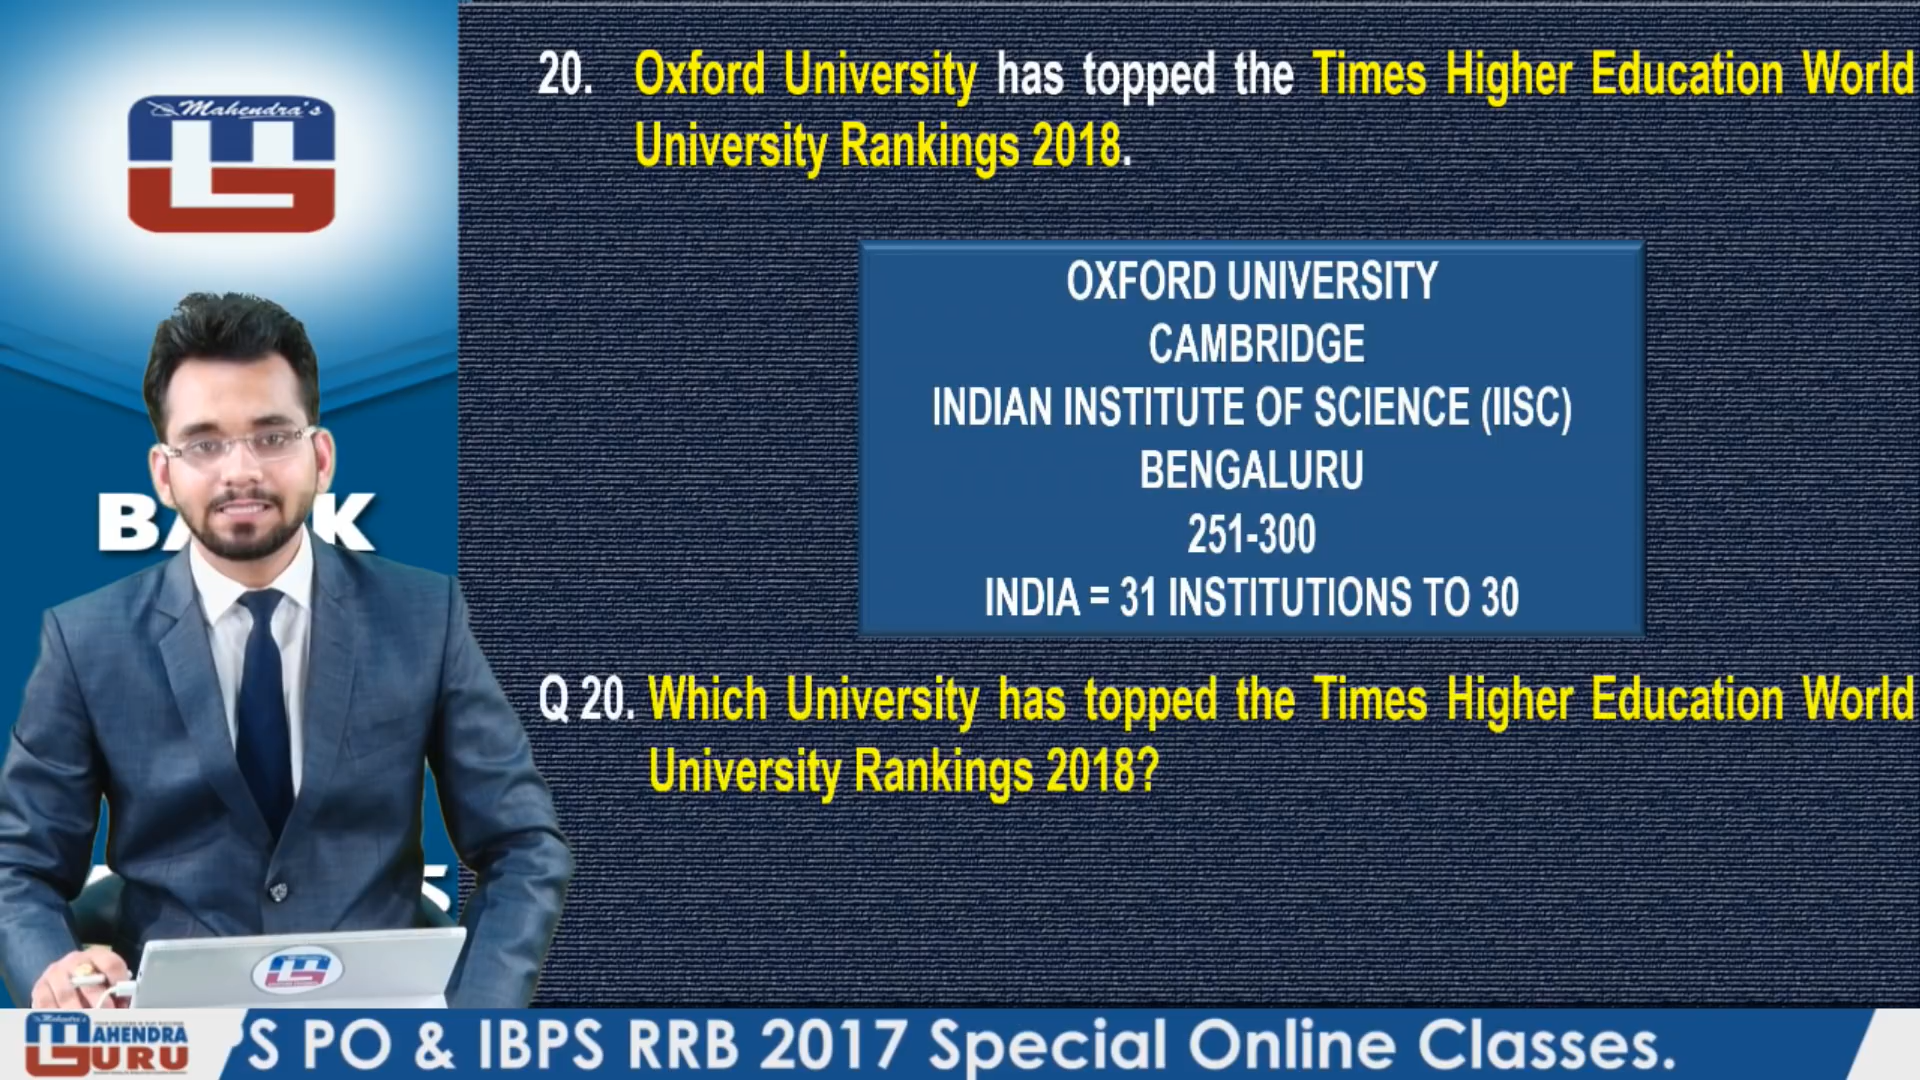 Mahendra's
20. Oxford University has topped the Times Higher Education World
University Rankings 2018.
OXFORD UNIVERSITY
CAMBRIDGE
INDIAN INSTITUTE OF SCIENCE (IISC)
BENGALURU
251-300
INDIA = 31 INSTITUTIONS TO 30
Q 20. Which University has topped the Times Higher Education World
University Rankings 2018?
Mahendra's
MAHENDRA
GURU
S PO & IBPS RRB 2017 Special Online Classes.